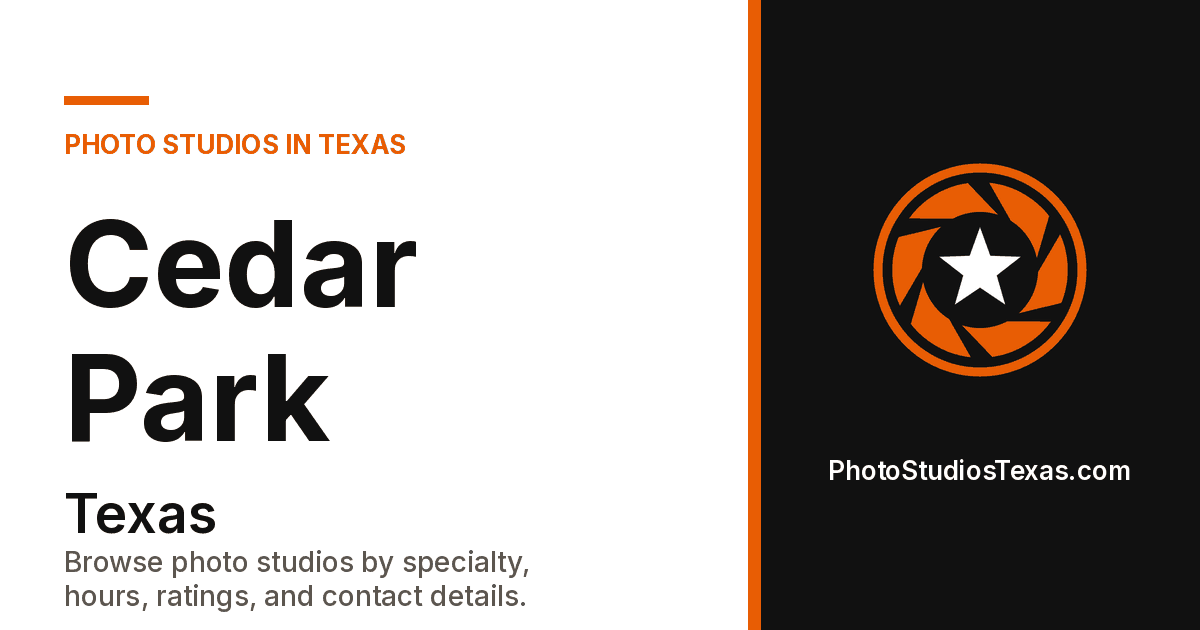 PHOTO STUDIOS IN TEXAS
Cedar
Park
Texas
Browse photo studios by specialty,
hours, ratings, and contact details.
PhotoStudiosTexas.com